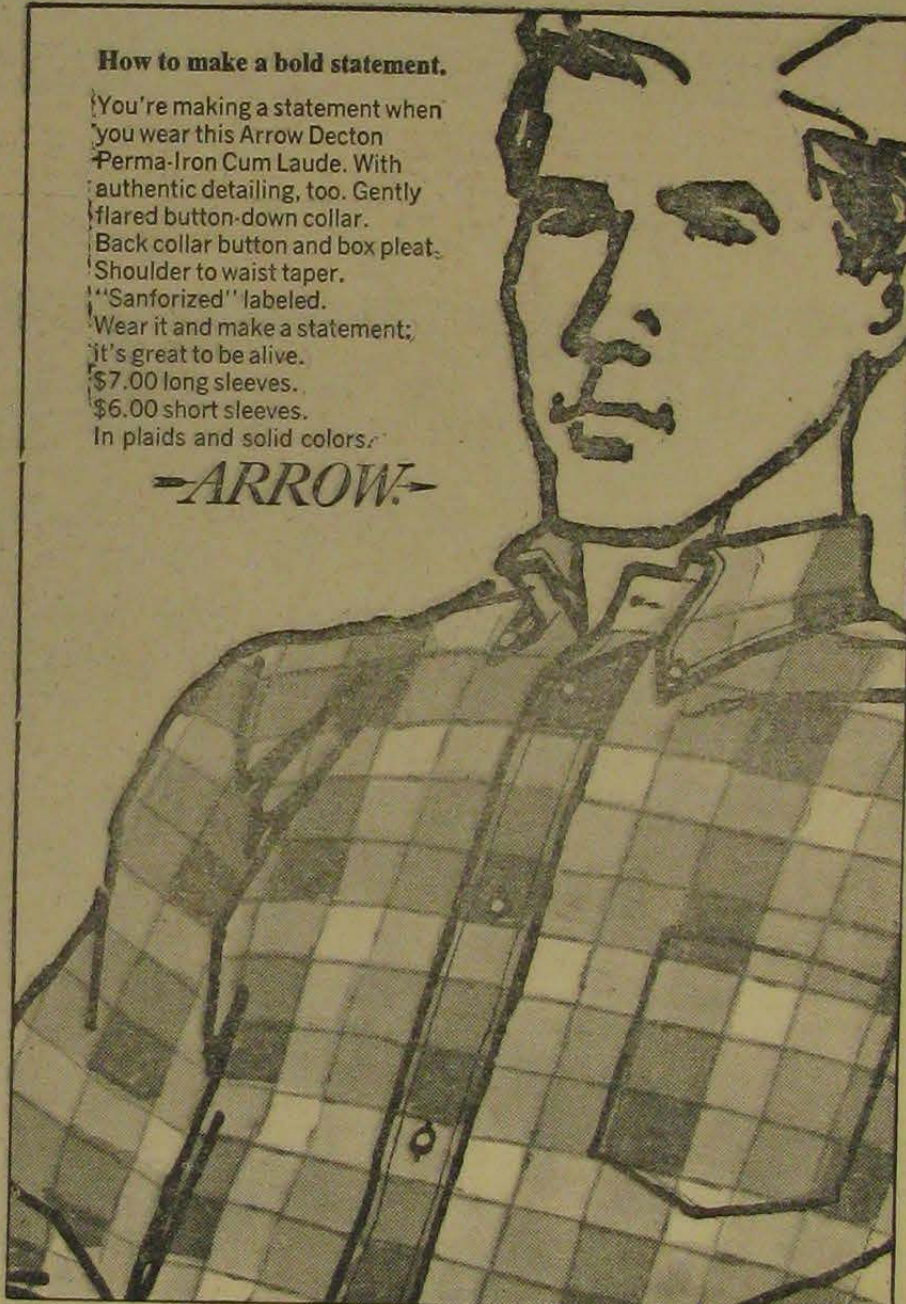 How to make a bold statement.
You're making a statement when
you wear this Arrow Decton
Perma-Iron Cum Laude. With
authentic detailing, too. Gently
flared button-down collar.
Back collar button and box pleat.
Shoulder to waist taper.
"Sanforized" labeled.
Wear it and make a statement;
it's great to be alive.
$7.00 long sleeves.
$6.00 short sleeves.
In plaids and solid colors.
ARROW.